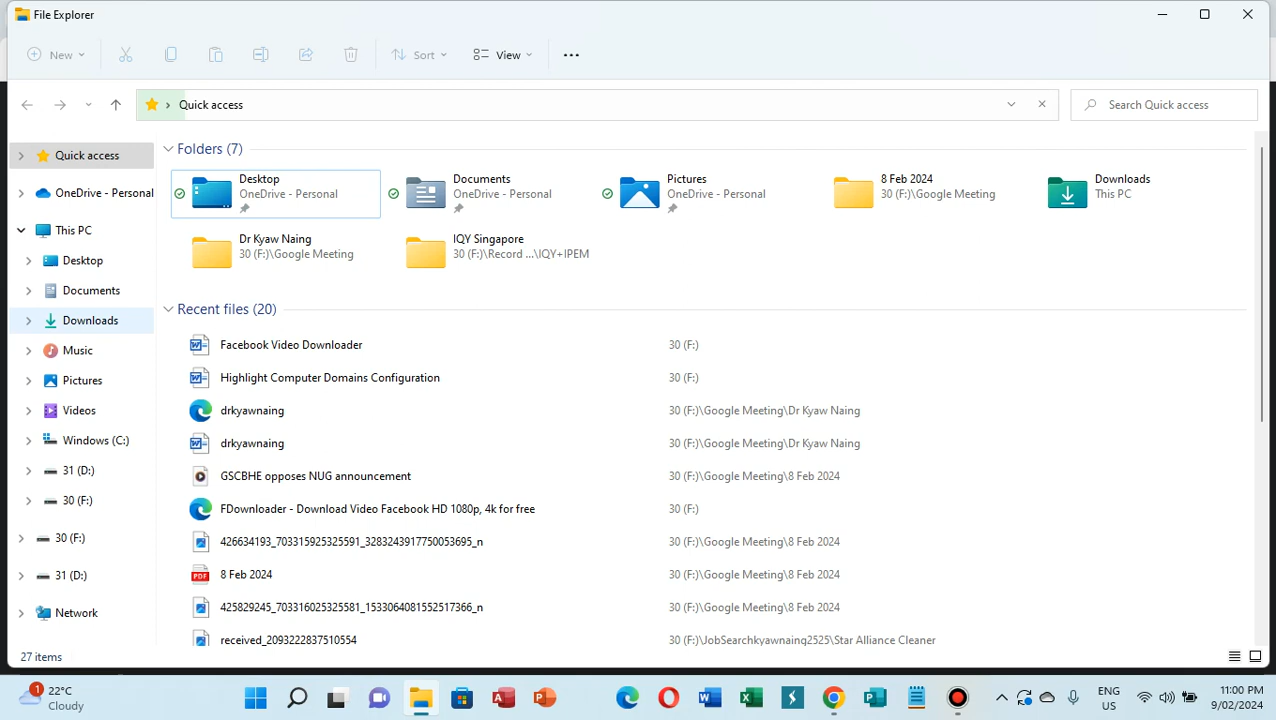 File Explorer
New
Sort
View
Quick access
Search Quick access
Quick access
OneDrive - Personal
This PC
Desktop
Documents
Downloads
Music
Pictures
Videos
Windows (C:)
31 (D:)
30 (F:)
30 (F:)
31 (D:)
Network
Folders (7)
Desktop
OneDrive - Personal
Documents
OneDrive - Personal
Pictures
OneDrive - Personal
8 Feb 2024
30 (F:)\Google Meeting
Downloads
This PC
Dr Kyaw Naing
30 (F:)\Google Meeting
IQY Singapore
30 (F:)\Record ...\IQY+IPEM
Recent files (20)
Facebook Video Downloader 30 (F:)
Highlight Computer Domains Configuration 30 (F:)
drkyawnaing 30 (F:)\Google Meeting\Dr Kyaw Naing
drkyawnaing 30 (F:)\Google Meeting\Dr Kyaw Naing
GSCBHE opposes NUG announcement 30 (F:)\Google Meeting\8 Feb 2024
FDownloader - Download Video Facebook HD 1080p, 4k for free 30 (F:)
426634193_703315925325591_3283243917750053695_n 30 (F:)\Google Meeting\8 Feb 2024
PDF 8 Feb 2024 30 (F:)\Google Meeting\8 Feb 2024
425829245_703316025325581_1533064081552517366_n 30 (F:)\Google Meeting\8 Feb 2024
received_2093222837510554 30 (F:)\JobSearchkyawnaing2525\Star Alliance Cleaner
27 items
1
22°C
Cloudy
ENG
US
11:00 PM
9/02/2024